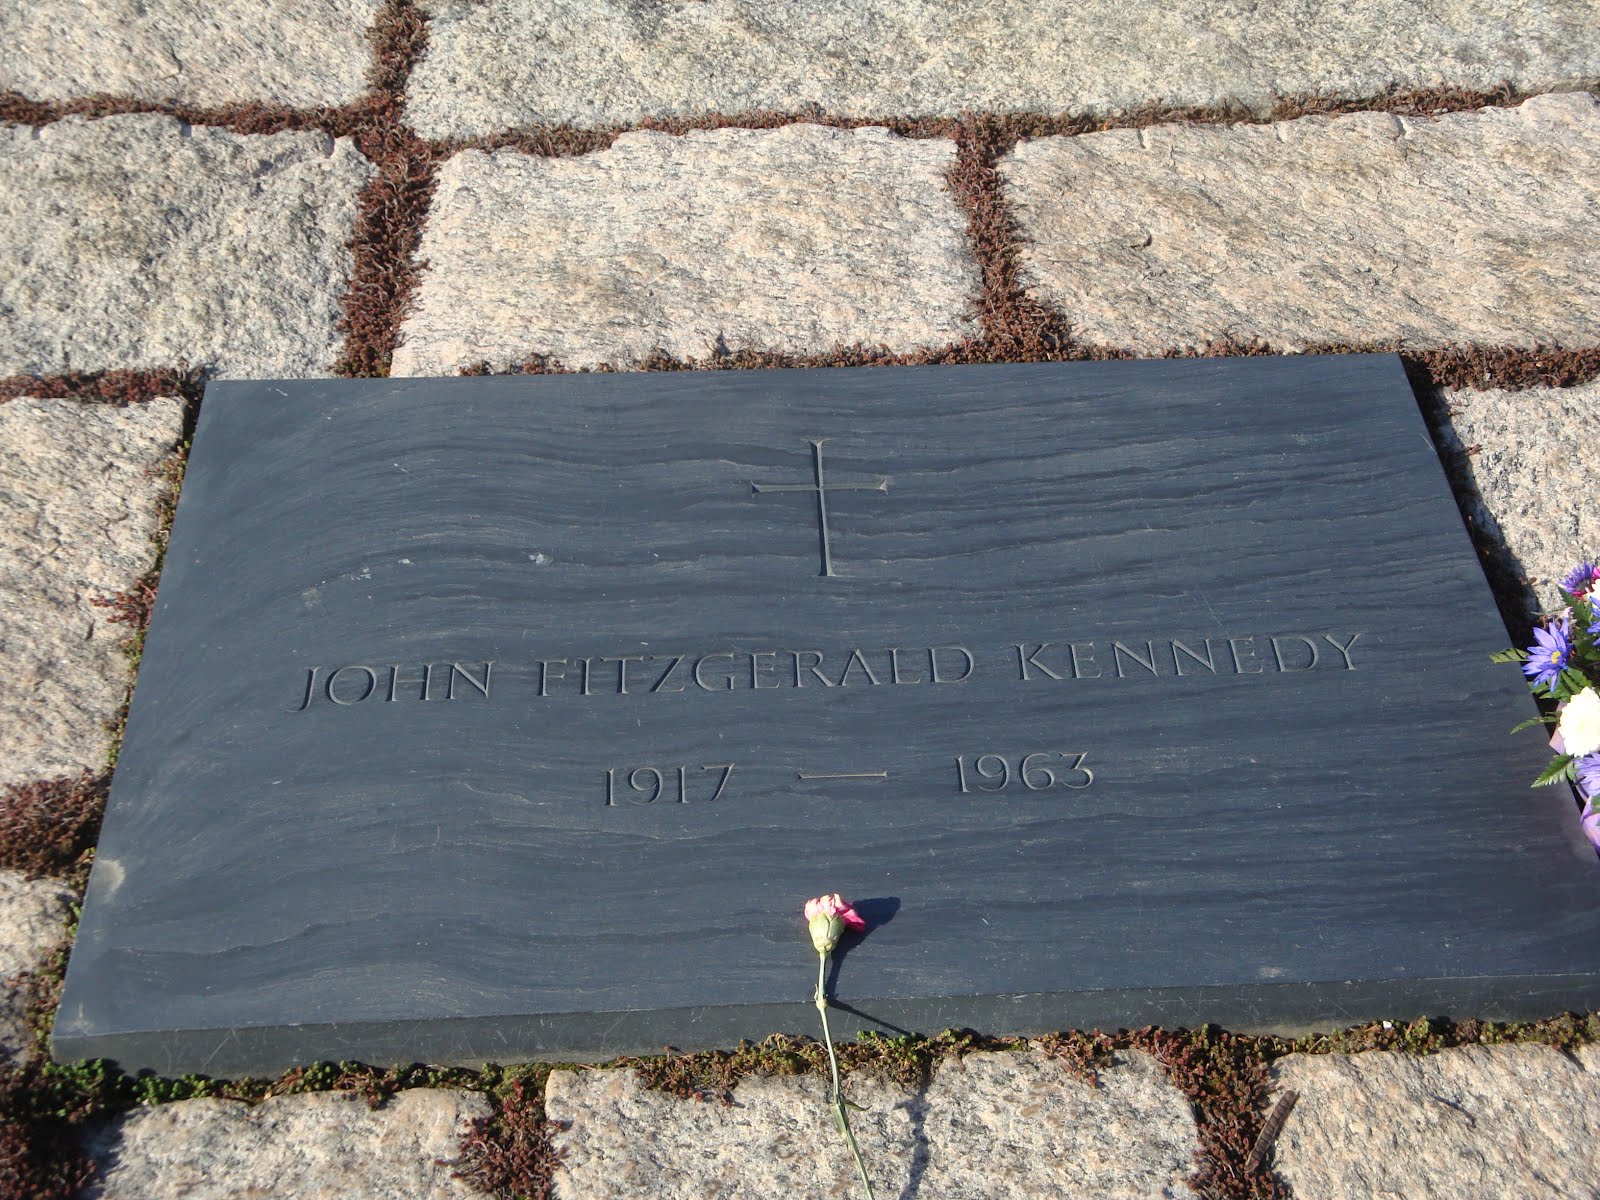 JOHN FITZGERALD KENNEDY
1917 — 1963